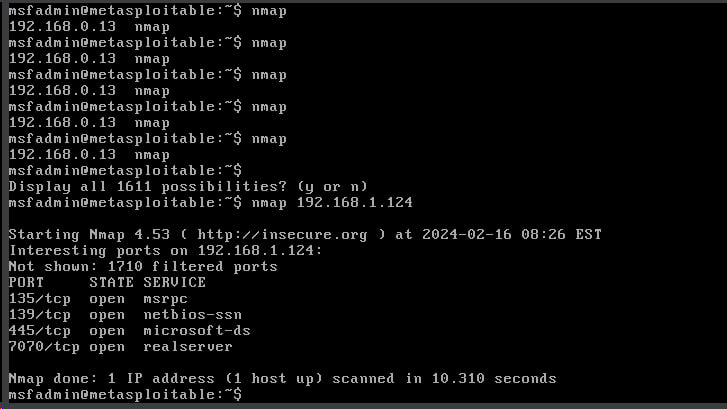 msfadmin@metasploitable:~$ nmap
192.168.0.13  nmap
msfadmin@metasploitable:~$ nmap
192.168.0.13  nmap
msfadmin@metasploitable:~$ nmap
192.168.0.13  nmap
msfadmin@metasploitable:~$ nmap
192.168.0.13  nmap
msfadmin@metasploitable:~$ nmap
192.168.0.13  nmap
msfadmin@metasploitable:~$
Display all 1611 possibilities? (y or n)
msfadmin@metasploitable:~$ nmap 192.168.1.124

Starting Nmap 4.53 ( http://insecure.org ) at 2024-02-16 08:26 EST
Interesting ports on 192.168.1.124:
Not shown: 1710 filtered ports
PORT     STATE SERVICE
135/tcp  open  msrpc
139/tcp  open  netbios-ssn
445/tcp  open  microsoft-ds
7070/tcp open  realserver

Nmap done: 1 IP address (1 host up) scanned in 10.310 seconds
msfadmin@metasploitable:~$